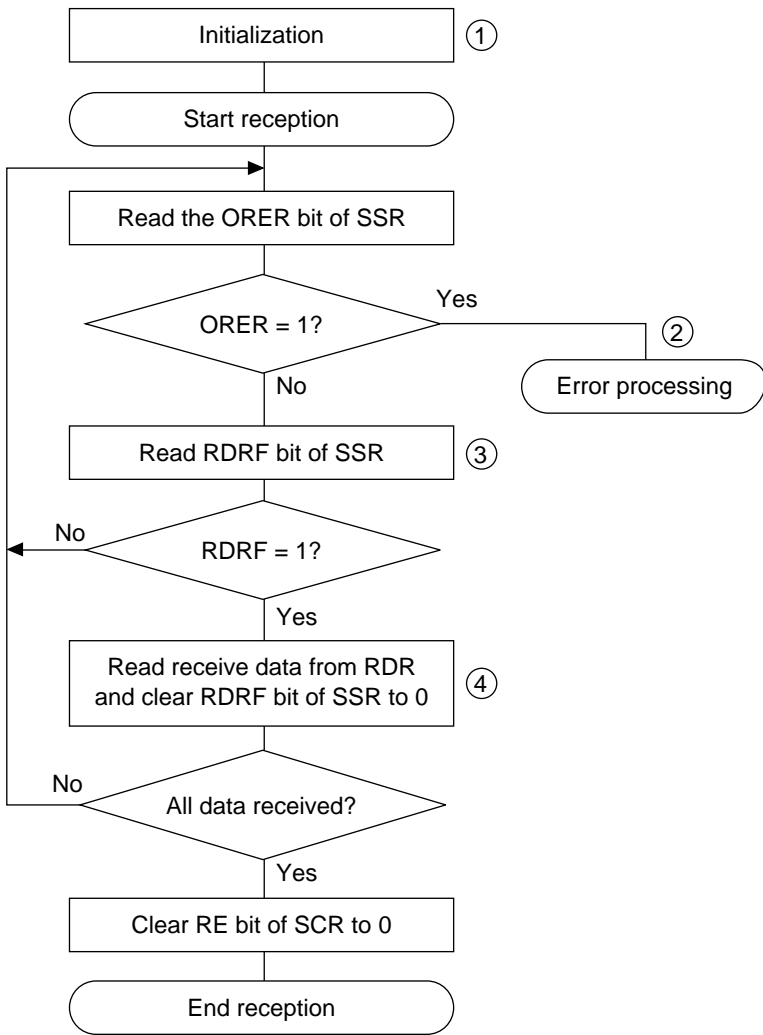 Initialization
1
Start reception
Read the ORER bit of SSR
ORER = 1?
Yes
2
Error processing
No
Read RDRF bit of SSR
3
No
RDRF = 1?
Yes
Read receive data from RDR
and clear RDRF bit of SSR to 0
4
No
All data received?
Yes
Clear RE bit of SCR to 0
End reception